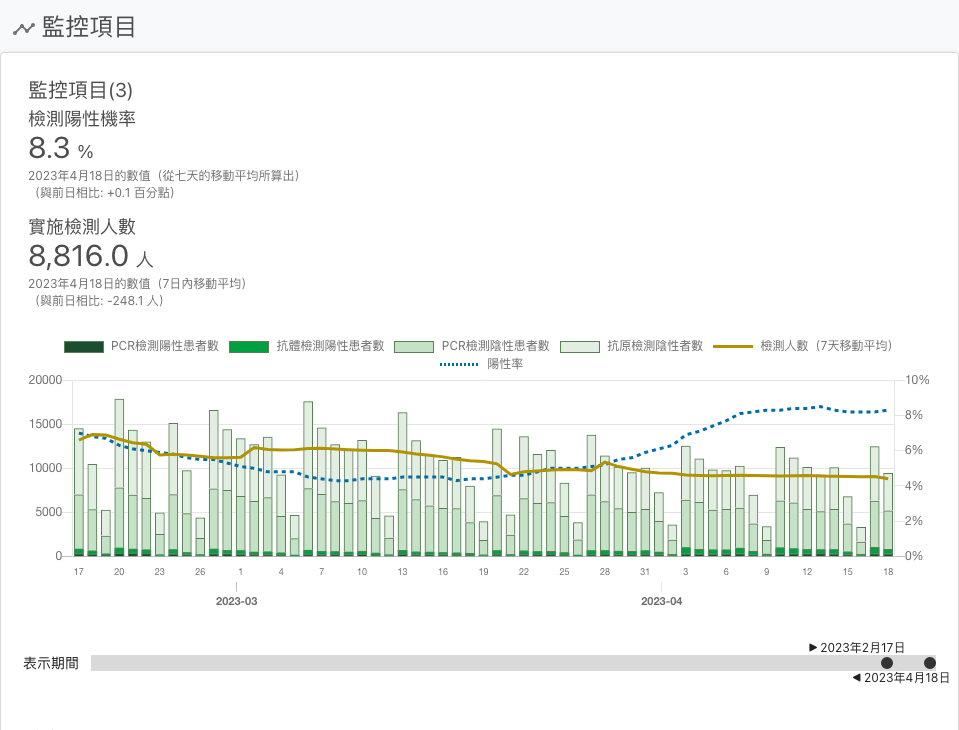 監控項目
監控項目(3)
檢測陽性機率
8.3 %
2023年4月18日的數值（從七天的移動平均所算出）
（與前日相比: +0.1 百分點）
實施檢測人數
8,816.0 人
2023年4月18日的數值（7日內移動平均）
（與前日相比: -248.1 人）
PCR檢測陽性患者數 抗體檢測陽性患者數 PCR檢測陰性患者數 抗原檢測陰性者數 檢測人數（7天移動平均）
陽性率
20000 10%
8%
15000
6%
10000
4%
5000
2%
0 0%
17 20 23 26 1 4 7 10 13 16 19 22 25 28 31 3 6 9 12 15 18
2023-03 2023-04
▶ 2023年2月17日
表示期間
◀ 2023年4月18日